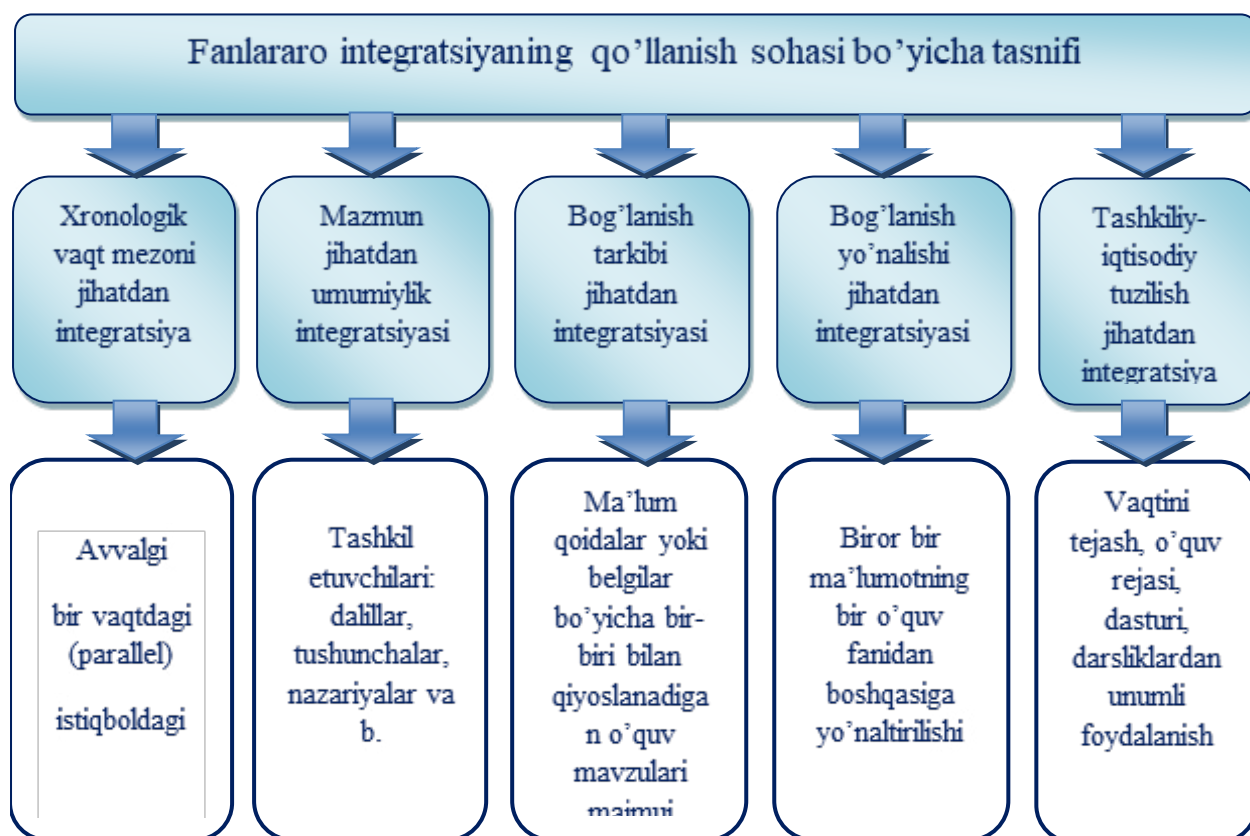 Fanlararo integratsiyaning qo’llanish sohasi bo’yicha tasnifi
Xronologik
vaqt mezoni
jihatdan
integratsiya
Mazmun
jihatdan
umumiylik
integratsiyasi
Bog’lanish
tarkibi
jihatdan
integratsiyasi
Bog’lanish
yo’nalishi
jihatdan
integratsiyasi
Tashkiliy-
iqtisodiy
tuzilish
jihatdan
integratsiya
Avvalgi
bir vaqtdagi
(parallel)
istiqboldagi
Tashkil
etuvchilari:
dalillar,
tushunchalar,
nazariyalar va
b.
Ma’lum
qoidalar yoki
belgilar
bo’yicha bir-
biri bilan
qiyoslanadiga
n o’quv
mavzulari
majmui
Biror bir
ma’lumotning
bir o’quv
fanidan
boshqasiga
yo’naltirilishi
Vaqtini
tejash, o’quv
rejasi,
dasturi,
darsliklardan
unumli
foydalanish